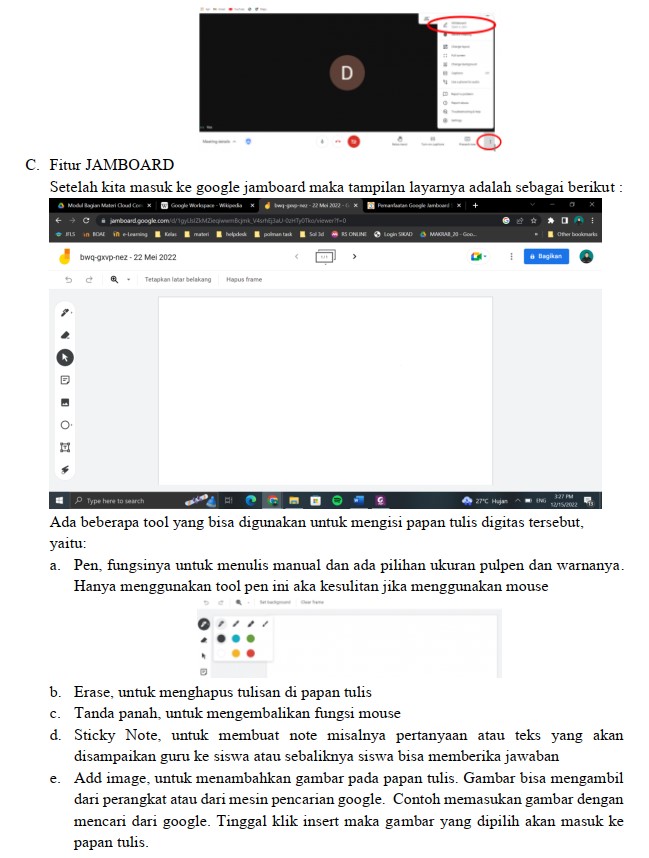 D
Meeting details
C. Fitur JAMBOARD
Setelah kita masuk ke google jamboard maka tampilan layarnya adalah sebagai berikut :
Modul Bagian Materi Cloud Con Google Workspace - Wikipedia bwq-gxvp-nez - 22 Mei 2022 - G Pemanfaatan Google Jamboard
jamboard.google.com
JTLS BOAE e-Learning Kelas materi helpdesk polman task Sol 3d RS ONLINE Login SIKAD MAKRAB_20 - Goo... Other bookmarks
bwq-gxvp-nez - 22 Mei 2022 Bagikan
Tetapkan latar belakang Hapus frame
Type here to search 27°C Hujan ENG 3:27 PM
12/15/2022
Ada beberapa tool yang bisa digunakan untuk mengisi papan tulis digitas tersebut,
yaitu:
a. Pen, fungsinya untuk menulis manual dan ada pilihan ukuran pulpen dan warnanya.
Hanya menggunakan tool pen ini aka kesulitan jika menggunakan mouse
Set background Clear frame
b. Erase, untuk menghapus tulisan di papan tulis
c. Tanda panah, untuk mengembalikan fungsi mouse
d. Sticky Note, untuk membuat note misalnya pertanyaan atau teks yang akan
disampaikan guru ke siswa atau sebaliknya siswa bisa memberika jawaban
e. Add image, untuk menambahkan gambar pada papan tulis. Gambar bisa mengambil
dari perangkat atau dari mesin pencarian google. Contoh memasukan gambar dengan
mencari dari google. Tinggal klik insert maka gambar yang dipilih akan masuk ke
papan tulis.